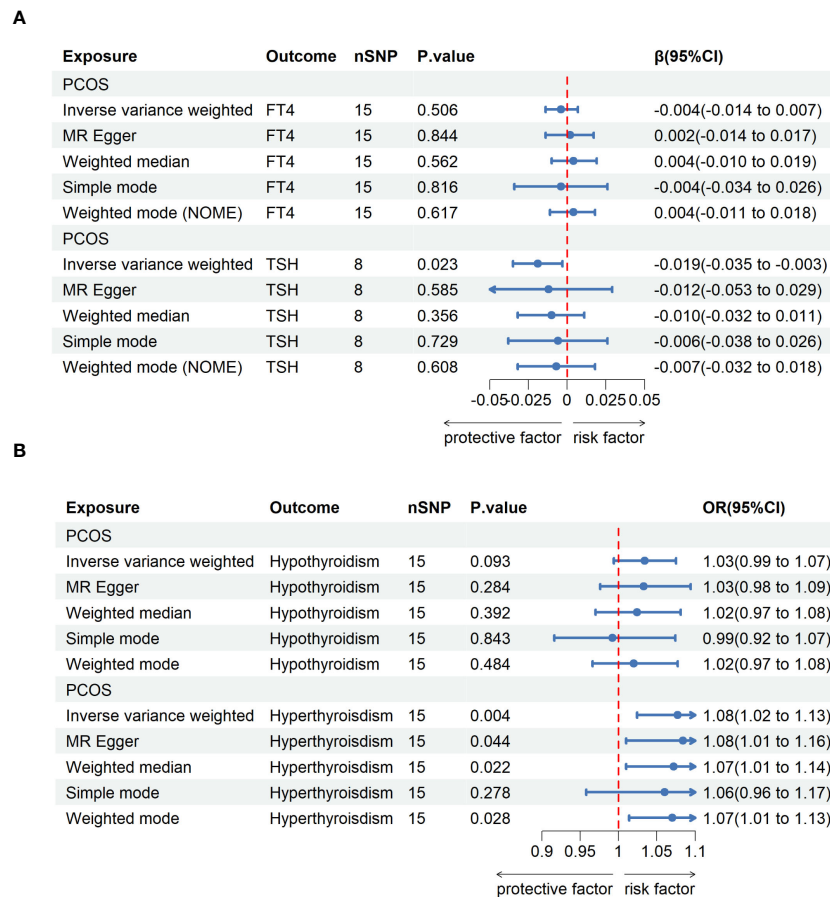 A
Exposure Outcome nSNP P.value β(95%CI)
PCOS
Inverse variance weighted FT4 15 0.506 -0.004(-0.014 to 0.007)
MR Egger FT4 15 0.844 0.002(-0.014 to 0.017)
Weighted median FT4 15 0.562 0.004(-0.010 to 0.019)
Simple mode FT4 15 0.816 -0.004(-0.034 to 0.026)
Weighted mode (NOME) FT4 15 0.617 0.004(-0.011 to 0.018)
PCOS
Inverse variance weighted TSH 8 0.023 -0.019(-0.035 to -0.003)
MR Egger TSH 8 0.585 -0.012(-0.053 to 0.029)
Weighted median TSH 8 0.356 -0.010(-0.032 to 0.011)
Simple mode TSH 8 0.729 -0.006(-0.038 to 0.026)
Weighted mode (NOME) TSH 8 0.608 -0.007(-0.032 to 0.018)
-0.05 -0.025 0 0.025 0.05
protective factor risk factor
B
Exposure Outcome nSNP P.value OR(95%CI)
PCOS
Inverse variance weighted Hypothyroidism 15 0.093 1.03(0.99 to 1.07)
MR Egger Hypothyroidism 15 0.284 1.03(0.98 to 1.09)
Weighted median Hypothyroidism 15 0.392 1.02(0.97 to 1.08)
Simple mode Hypothyroidism 15 0.843 0.99(0.92 to 1.07)
Weighted mode Hypothyroidism 15 0.484 1.02(0.97 to 1.08)
PCOS
Inverse variance weighted Hyperthyroisdism 15 0.004 1.08(1.02 to 1.13)
MR Egger Hyperthyroisdism 15 0.044 1.08(1.01 to 1.16)
Weighted median Hyperthyroisdism 15 0.022 1.07(1.01 to 1.14)
Simple mode Hyperthyroisdism 15 0.278 1.06(0.96 to 1.17)
Weighted mode Hyperthyroisdism 15 0.028 1.07(1.01 to 1.13)
0.9 0.95 1 1.05 1.1
protective factor risk factor